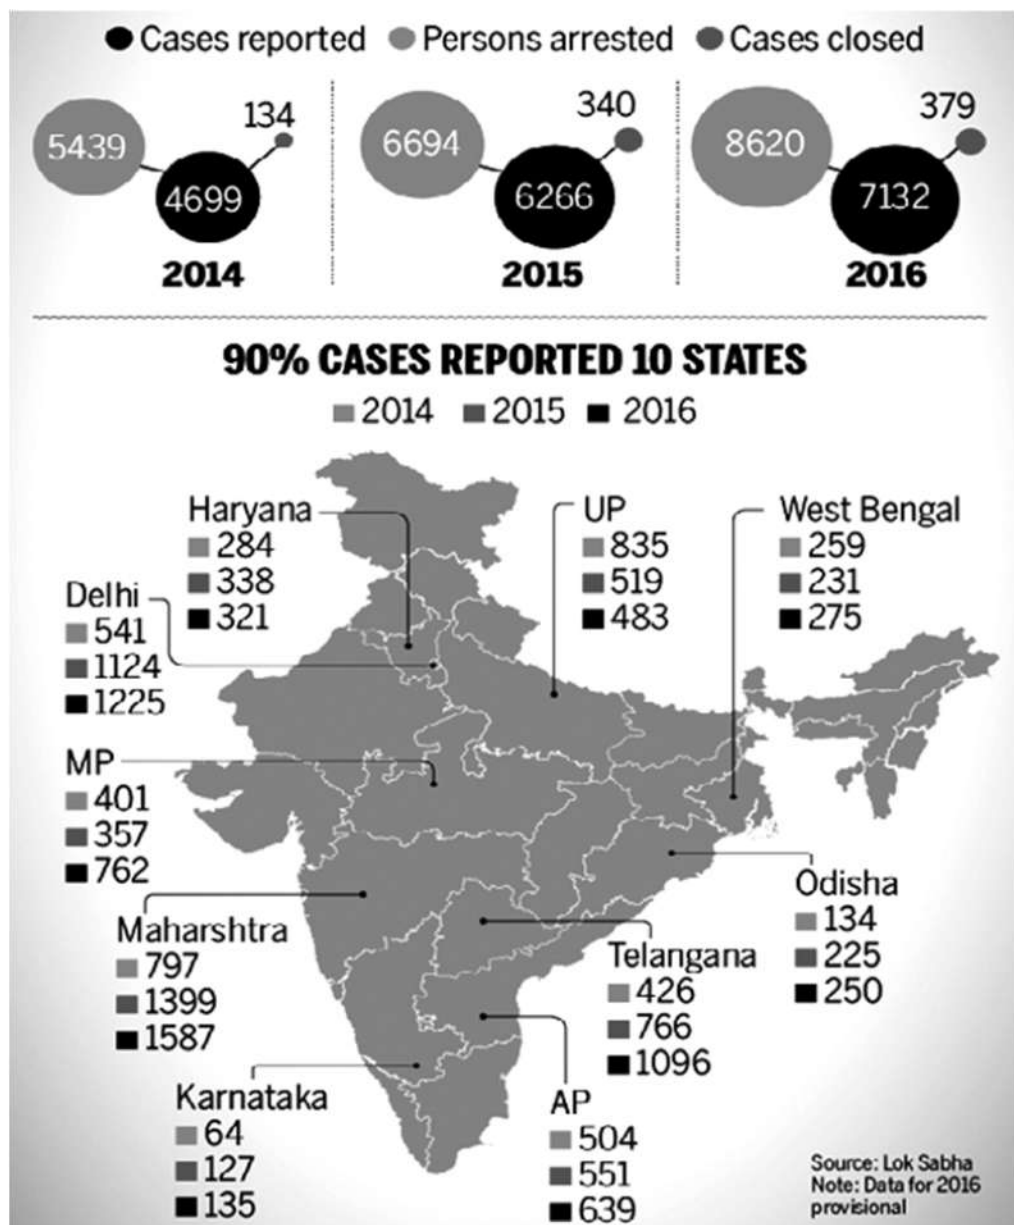 Cases reported Persons arrested Cases closed
5439 4699 134
2014
6694 6266 340
2015
8620 7132 379
2016
90% CASES REPORTED 10 STATES
2014 2015 2016
Haryana
284
338
321
UP
835
519
483
West Bengal
259
231
275
Delhi
541
1124
1225
MP
401
357
762
Maharshtra
797
1399
1587
Odisha
134
225
250
Telangana
426
766
1096
Karnataka
64
127
135
AP
504
551
639
Source: Lok Sabha
Note: Data for 2016
provisional